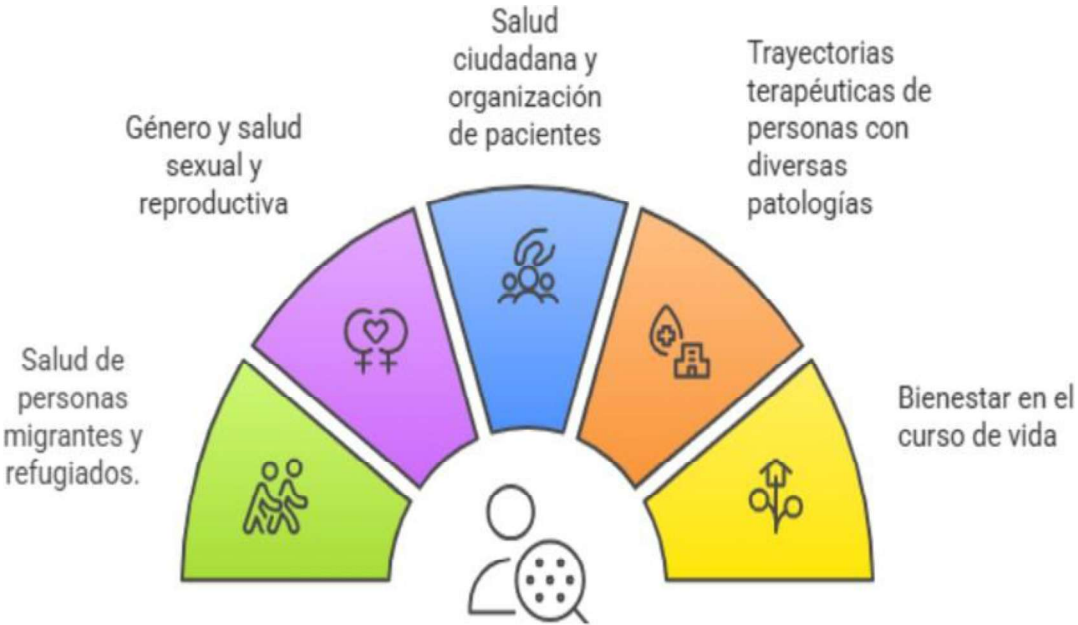 Salud
ciudadana y
organización
de pacientes
Trayectorias
terapéuticas de
personas con
diversas
patologías
Género y salud
sexual y
reproductiva
Salud de
personas
migrantes y
refugiados.
Bienestar en el
curso de vida